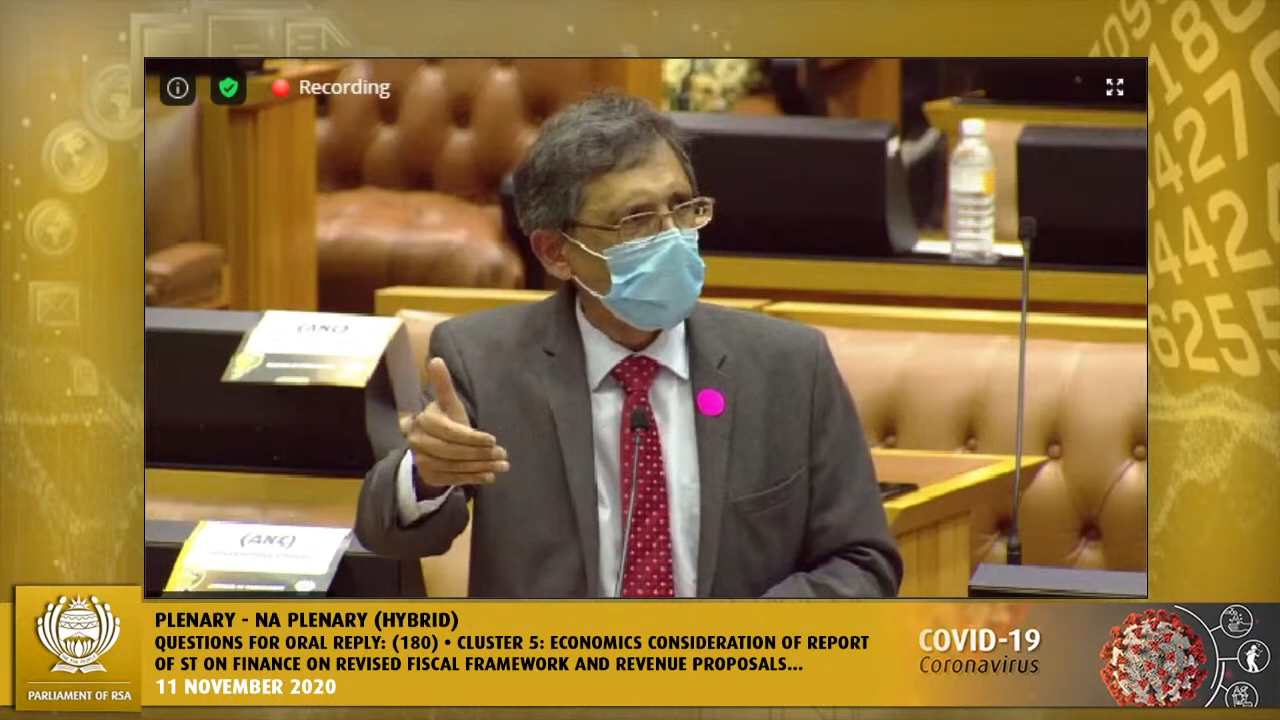 Recording
(ANC)
(ANC)
PLENARY - NA PLENARY (HYBRID)
QUESTIONS FOR ORAL REPLY: (180) • CLUSTER 5: ECONOMICS CONSIDERATION OF REPORT
OF ST ON FINANCE ON REVISED FISCAL FRAMEWORK AND REVENUE PROPOSALS...
11 NOVEMBER 2020
PARLIAMENT OF RSA
COVID-19
Coronavirus